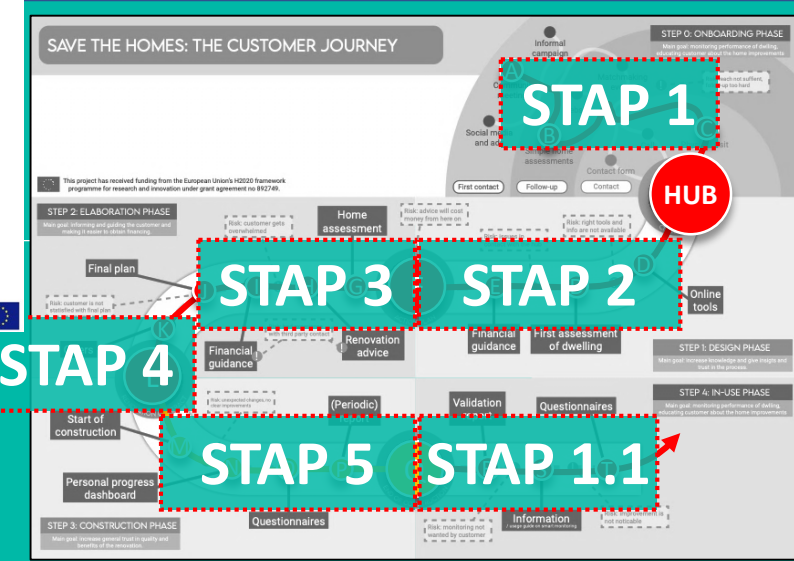 SAVE THE HOMES: THE CUSTOMER JOURNEY
This project has received funding from the European Union's H2020 framework
programme for research and innovation under grant agreement no 892749.
Informal
campaign
STEP 0: ONBOARDING PHASE
Main goal: monitoring performance of dwelling,
educating customer about the home improvements
A
STAP 1
B
C
Social
and
assessments
Contact form
First contact
Follow-up
Contact
HUB
STEP 2: ELABORATION PHASE
Main goal: informing and guiding the customer and
making it easier to obtain financing.
Risk: customer gets
overwhelmed
Home
assessment
Risk: advice will cost
money from here on
Risk: right tools and
info are not available
Final plan
STAP 3
STAP 2
G
D
Risk: customer is not
statisfied with final plan
Online
tools
K
STAP 4
Financial
guidance
with third party contact
Renovation
advice
Financial
guidance
First assessment
of dwelling
STEP 1: DESIGN PHASE
Main goal: increase knowledge and give insight and
trust in the process.
STEP 4: IN-USE PHASE
Main goal: monitoring performance of dwelling,
educating customer about the home improvements
Risk: unexpected changes, no
clear improvements
(Periodic)
Validation
Questionnaires
Start of
construction
M
STAP 5
STAP 1.1
P
T
Personal progress
dashboard
Questionnaires
Information
/ usage guide on smart monitoring
Risk: monitoring not
wanted by customer
Risk: improvement is
not noticable
STEP 3: CONSTRUCTION PHASE
Main goal: increase general trust in quality and
benefits of the renovation.